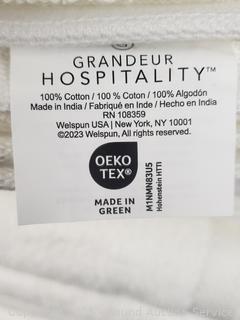 GRANDEUR
HOSPITALITY™
100% Cotton / 100 % Coton / 100% Algodón
Made in India / Fabriqué en Inde / Hecho en India
RN 108359
Welspun USA | New York, NY 10001
©2023 Welspun, All rights reserved.
OEKO
TEX®
MADE IN
GREEN
M1NMN83U5
Hohenstein HTTI
Auction Service